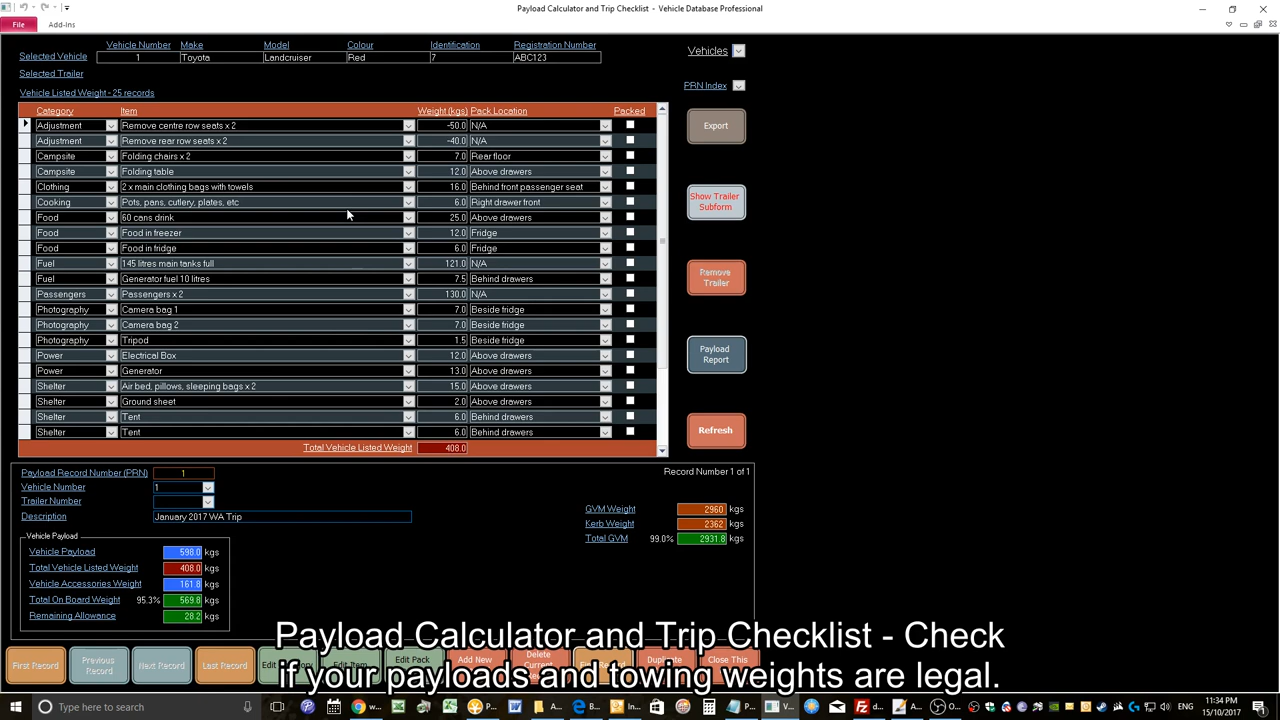 Payload Calculator and Trip Checklist - Vehicle Database Professional
File Add-Ins
Vehicle Number Make Model Colour Identification Registration Number
Selected Vehicle 1 Toyota Landcruiser Red 7 ABC123
Vehicles
Selected Trailer
PRN Index
Vehicle Listed Weight - 25 records
Category Item Weight (kgs) Pack Location Packed
Adjustment Remove centre row seats x 2 -50.0 N/A
Adjustment Remove rear row seats x 2 -40.0 N/A
Campsite Folding chairs x 2 7.0 Rear floor
Campsite Folding table 12.0 Above drawers
Clothing 2 x main clothing bags with towels 16.0 Behind front passenger seat
Cooking Pots, pans, cutlery, plates, etc 6.0 Right drawer front
Food 60 cans drink 25.0 Above drawers
Food Food in freezer 12.0 Fridge
Food Food in fridge 6.0 Fridge
Fuel 145 litres main tanks full 121.0 N/A
Fuel Generator fuel 10 litres 7.5 Behind drawers
Passengers Passengers x 2 130.0 N/A
Photography Camera bag 1 7.0 Beside fridge
Photography Camera bag 2 7.0 Beside fridge
Photography Tripod 1.5 Beside fridge
Power Electrical Box 12.0 Above drawers
Power Generator 13.0 Above drawers
Shelter Air bed, pillows, sleeping bags x 2 15.0 Above drawers
Shelter Ground sheet 2.0 Above drawers
Shelter Tent 6.0 Behind drawers
Shelter Tent 6.0 Behind drawers
Total Vehicle Listed Weight 408.0
Export
Show Trailer
Subform
Remove
Trailer
Payload
Report
Refresh
Payload Record Number (PRN) 1
Record Number 1 of 1
Vehicle Number 1
Trailer Number
Description January 2017 WA Trip
GVM Weight 2960 kgs
Kerb Weight 2362 kgs
Total GVM 99.0% 2931.8 kgs
Vehicle Payload
Vehicle Payload 598.0 kgs
Total Vehicle Listed Weight 408.0 kgs
Vehicle Accessories Weight 161.8 kgs
Total On Board Weight 95.3% 569.8 kgs
Remaining Allowance 28.2 kgs
First Record
Previous
Record
Next Record
Last Record
Edit Item
Edit Pack
Add New
Delete
Current
Duplicate
Close This
Payload Calculator and Trip Checklist - Check
if your payloads and towing weights are legal.
Type here to search
ENG
11:34 PM
15/10/2017